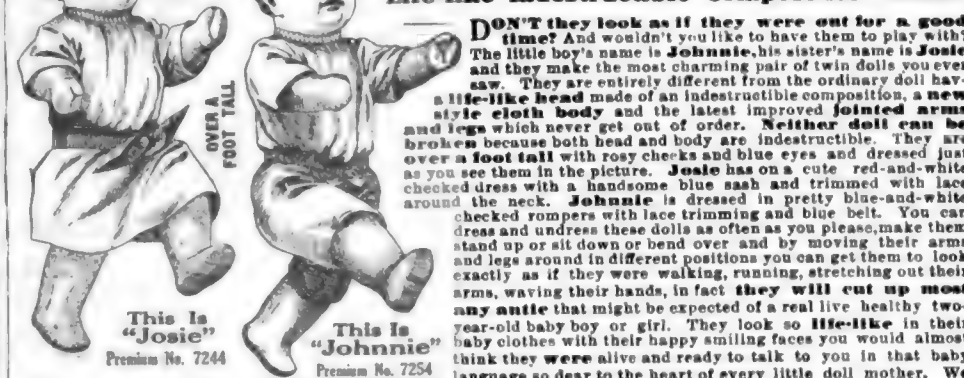 DON'T they look as if they were out for a good
time? And wouldn't you like to have them to play with?
The little boy's name is Johnnie, his sister's name is Josie
and they make the most charming pair of twin dolls you ever
saw. They are entirely different from the ordinary doll hav-
a life-like head made of an indestructible composition, a new
style cloth body and the latest improved jointed arms
and legs which never get out of order. Neither doll can be
broken because both head and body are indestructible. They are
over a foot tall with rosy cheeks and blue eyes and dressed just
as you see them in the picture. Josie has on a cute red-and-white
checked dress with a handsome blue sash and trimmed with lace
around the neck. Johnnie is dressed in pretty blue-and-white
checked rompers with lace trimming and blue belt. You can
dress and undress these dolls as often as you please, make them
stand up or sit down or bend over and by moving their arms
and legs around in different positions you can get them to look
exactly as if they were walking, running, stretching out their
arms, waving their hands, in fact they will cut up most
any antic that might be expected of a real live healthy two-
year-old baby boy or girl. They look so life-like in their
baby clothes with their happy smiling faces you would almost
think they were alive and ready to talk to you in that baby
language so dear to the heart of every little doll mother. We
OVER A
FOOT TALL
This Is
"Josie"
Premium No. 7244
This Is
"Johnnie"
Premium No. 7254